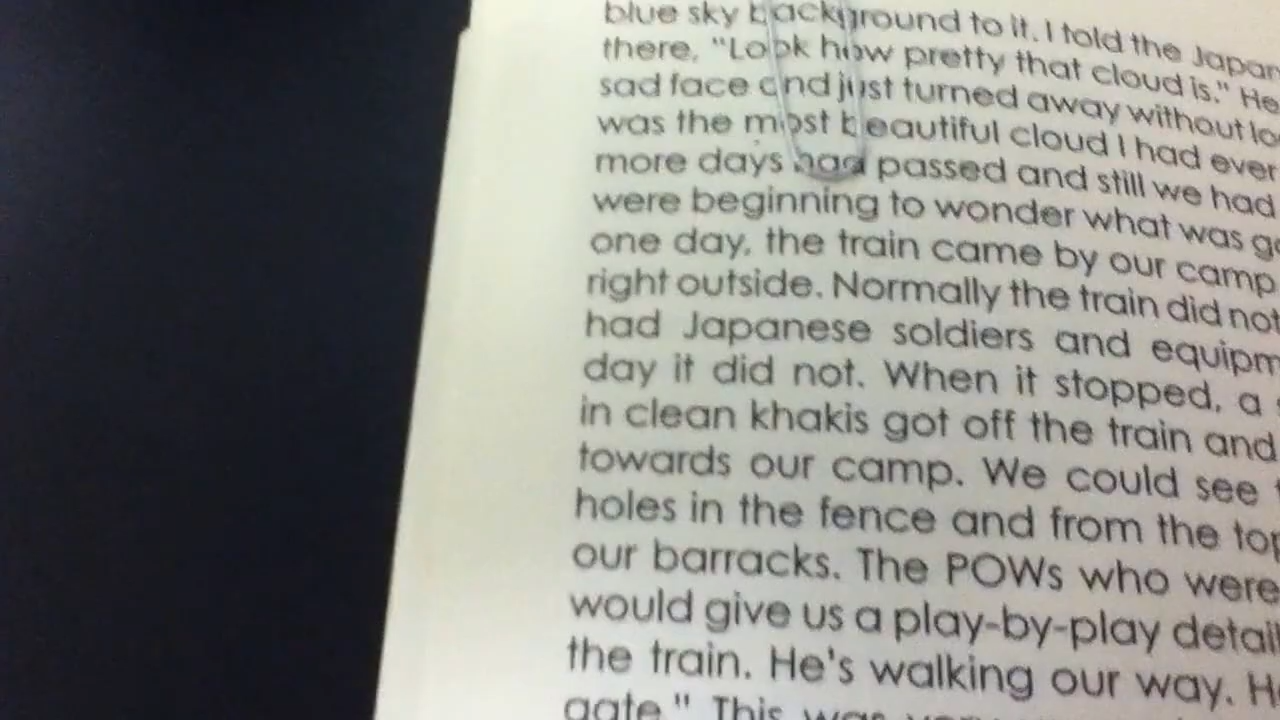 blue sky background to it. I told the Japan
there, "Look how pretty that cloud is." He
sad face and just turned away without lo
was the most beautiful cloud I had ever
more days had passed and still we had
were beginning to wonder what was go
one day, the train came by our camp
right outside. Normally the train did not
had Japanese soldiers and equipm
day it did not. When it stopped, a
in clean khakis got off the train and
towards our camp. We could see
holes in the fence and from the top
our barracks. The POWs who were
would give us a play-by-play detail
the train. He's walking our way. H
gate." This was